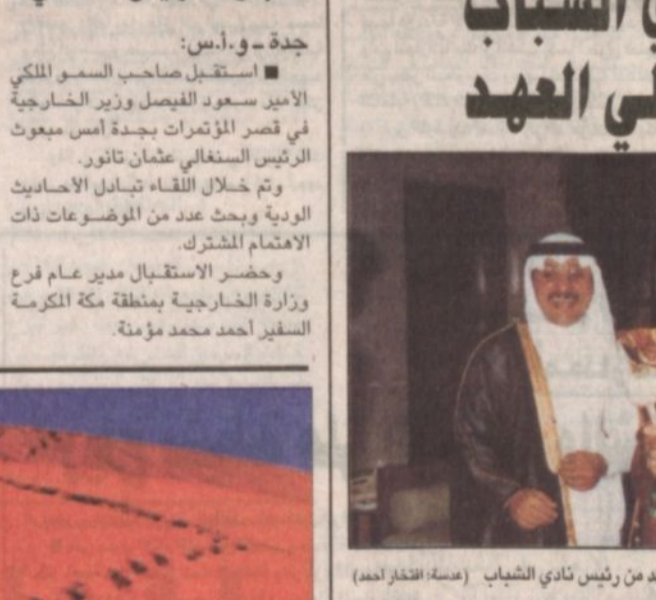 الشباب
لي العهد
جدة ـ و.أ.س:
■ استقبل صاحب السمو الملكي
الأمير سعود الفيصل وزير الخارجية
في قصر المؤتمرات بجدة أمس مبعوث
الرئيس السنغالي عثمان تانور.
وتم خلال اللقاء تبادل الأحاديث
الودية وبحث عدد من الموضوعات ذات
الاهتمام المشترك.
وحضر الاستقبال مدير عام فرع
وزارة الخارجية بمنطقة مكة المكرمة
السفير أحمد محمد مؤمنة.
د من رئيس نادي الشباب (عدسة: افتخار أحمد)